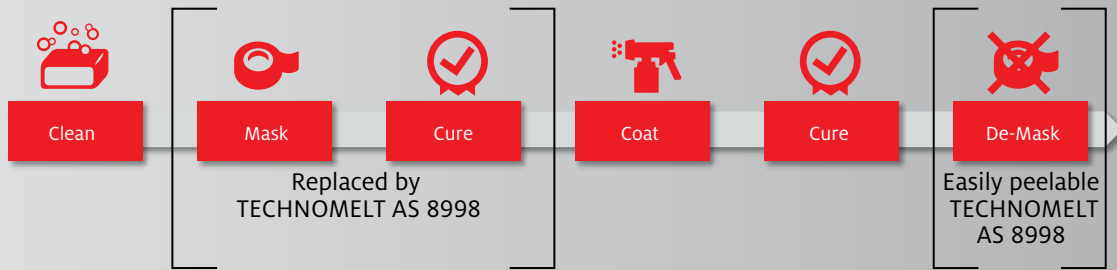 Clean
Mask
Cure
Coat
Cure
De-Mask
Replaced by
TECHNOMELT AS 8998
Easily peelable
TECHNOMELT
AS 8998